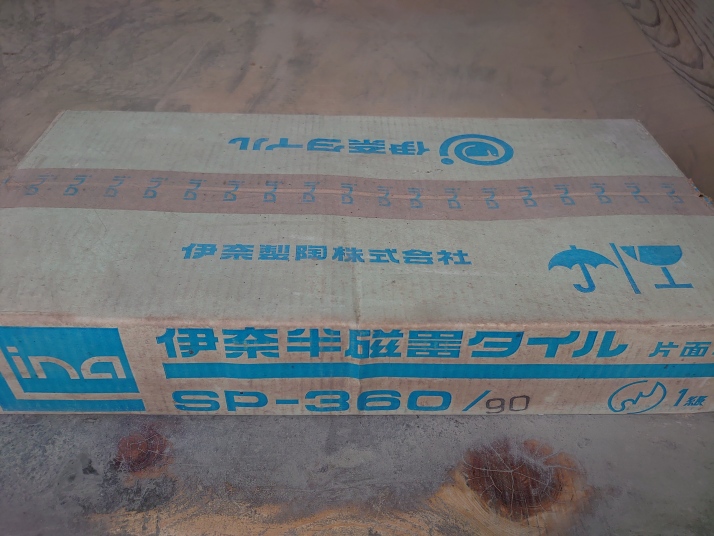 伊奈タイル
伊奈製陶株式会社
ina
伊奈半磁器タイル 片面
SP-360/90
1級